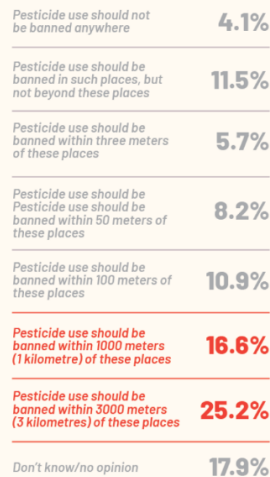 Pesticide use should not
be banned anywhere
4.1%
Pesticide use should be
banned in such places, but
not beyond these places
11.5%
Pesticide use should be
banned within three meters
of these places
5.7%
Pesticide use should be
Pesticide use should be
banned within 50 meters of
these places
8.2%
Pesticide use should be
banned within 100 meters of
these places
10.9%
Pesticide use should be
banned within 1000 meters
(1 kilometre) of these places
16.6%
Pesticide use should be
banned within 3000 meters
(3 kilometres) of these places
25.2%
Don't know/no opinion
17.9%